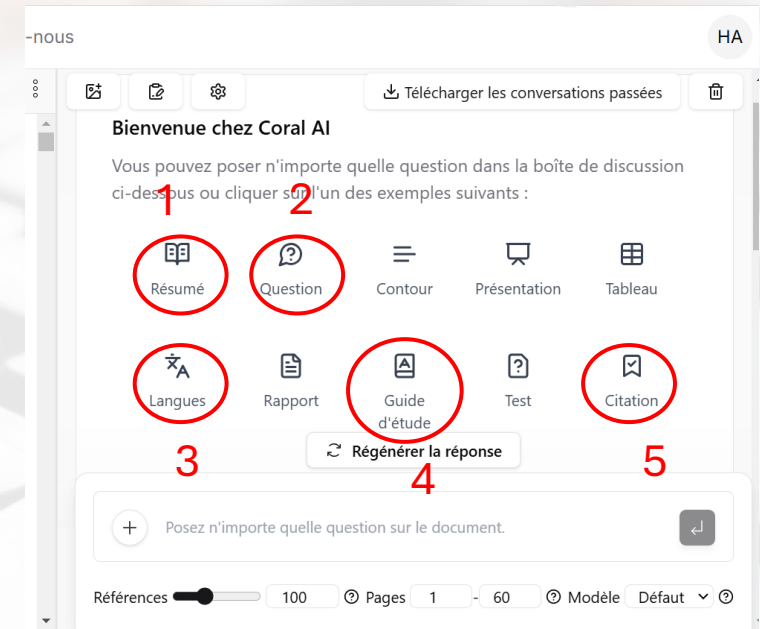 -nous
HA
Télécharger les conversations passées
Bienvenue chez Coral AI
Vous pouvez poser n'importe quelle question dans la boîte de discussion
ci-dessous ou cliquer sur l'un des exemples suivants :
1 2
Résumé Question Contour Présentation Tableau
Langues Rapport Guide d'étude Test Citation
3 4 5
Régénérer la réponse
Posez n'importe quelle question sur le document.
Références 100 Pages 1 - 60 Modèle Défaut